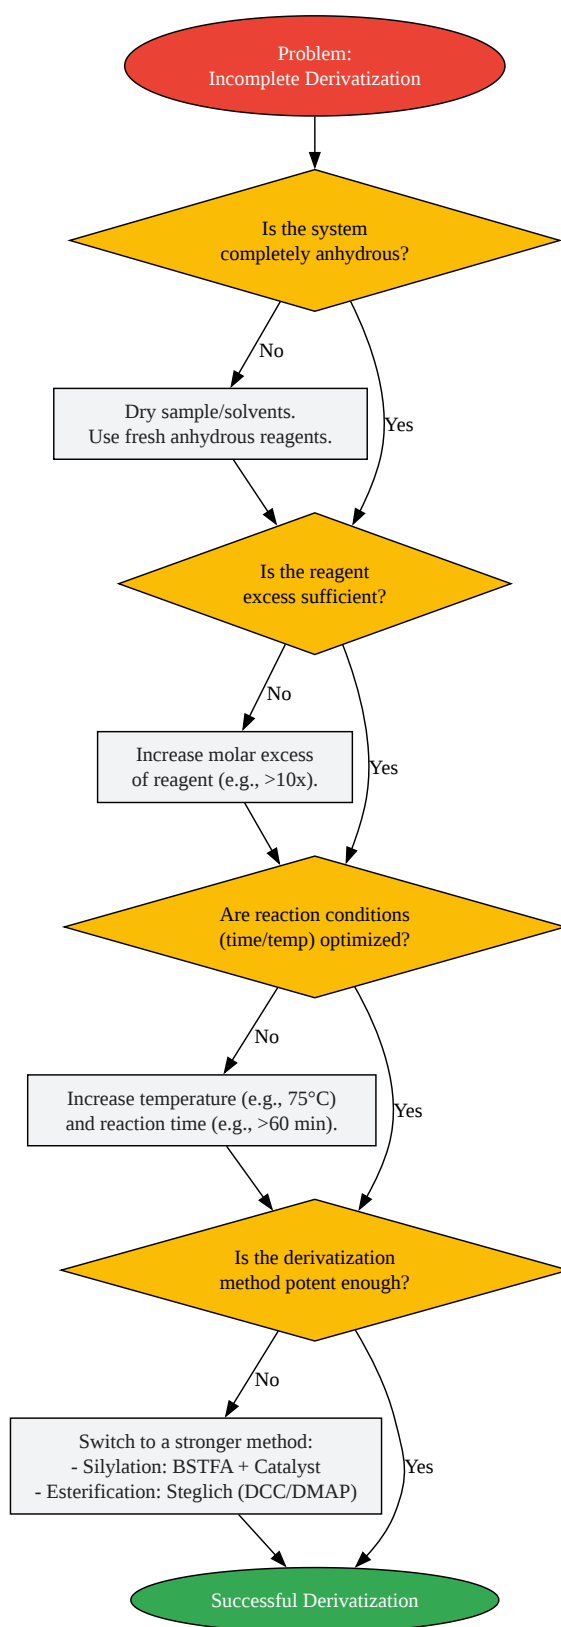 Problem:
Incomplete Derivatization
Is the system
completely anhydrous?
No
Dry sample/solvents.
Use fresh anhydrous reagents.
Yes
Is the reagent
excess sufficient?
No
Increase molar excess
of reagent (e.g., >10x).
Yes
Are reaction conditions
(time/temp) optimized?
No
Increase temperature (e.g., 75°C)
and reaction time (e.g., >60 min).
Yes
Is the derivatization
method potent enough?
No
Switch to a stronger method:
- Silylation: BSTFA + Catalyst
- Esterification: Steglich (DCC/DMAP)
Yes
Successful Derivatization